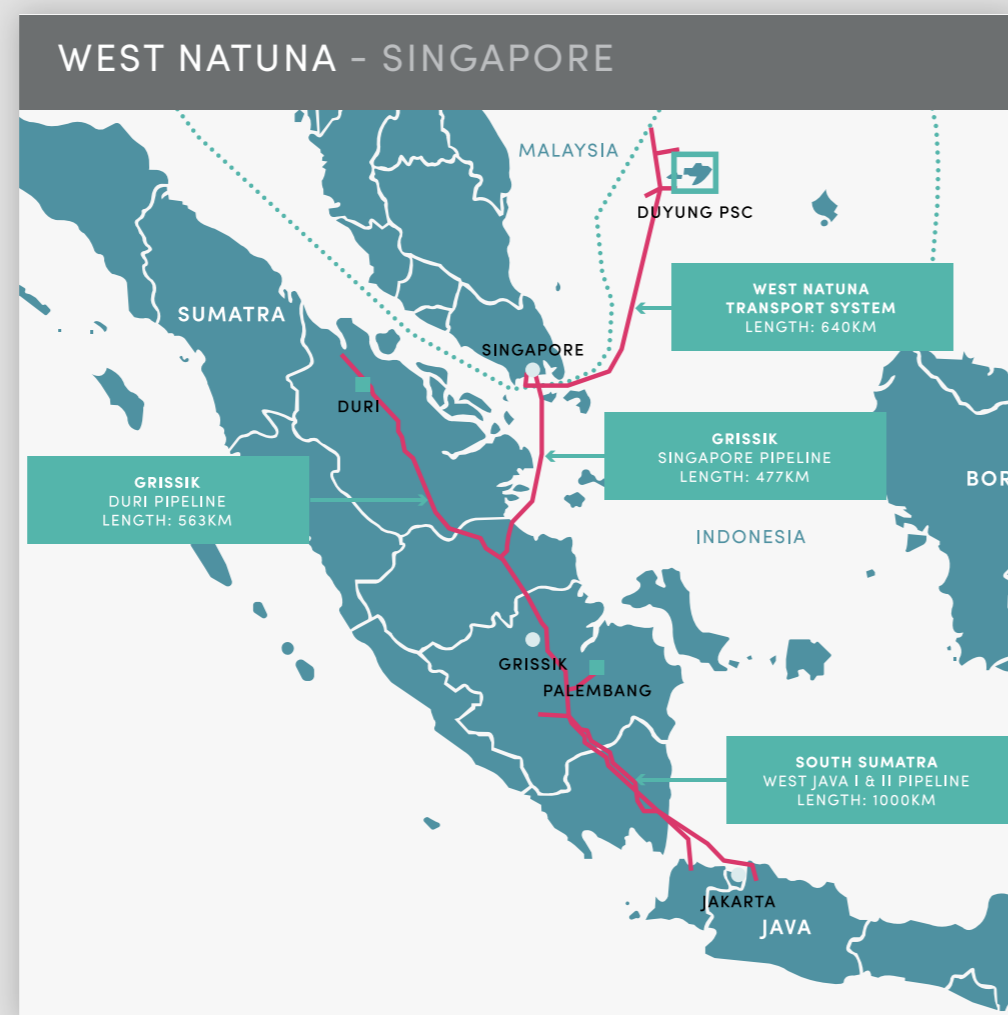 WEST NATUNA - SINGAPORE
MALAYSIA
DUYUNG PSC
SUMATRA
WEST NATUNA
TRANSPORT SYSTEM
LENGTH: 640KM
SINGAPORE
DURI
GRISSIK
SINGAPORE PIPELINE
LENGTH: 477KM
BOR
GRISSIK
DURI PIPELINE
LENGTH: 563KM
INDONESIA
GRISSIK
PALEMBANG
SOUTH SUMATRA
WEST JAVA I & II PIPELINE
LENGTH: 1000KM
JAKARTA
JAVA